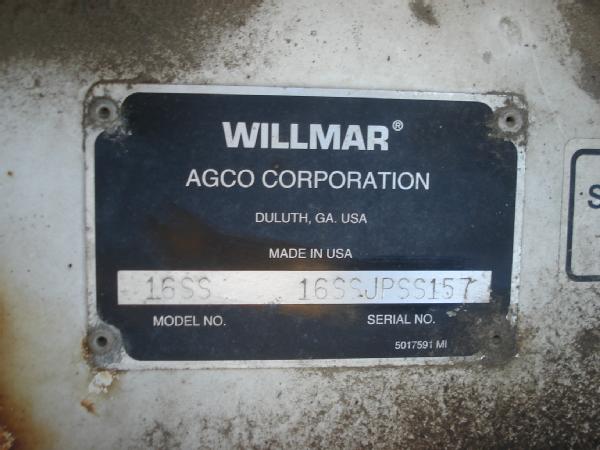 WILLMAR®
AGCO CORPORATION
DULUTH, GA. USA
MADE IN USA
16SS 16SSJPSS157
MODEL NO. SERIAL NO.
5017591 MI
S